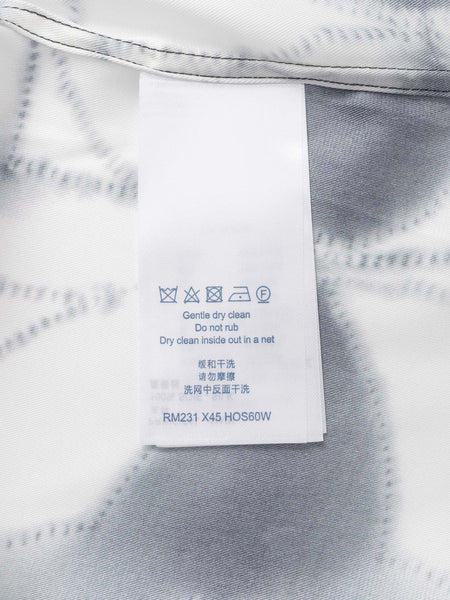 Gentle dry clean
Do not rub
Dry clean inside out in a net
缓和干洗
请勿摩擦
洗网中反面干洗
RM231 X45 HOS60W